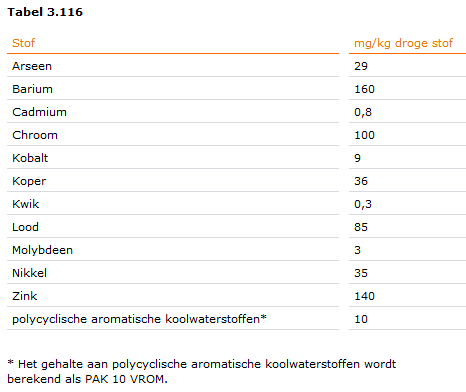 Tabel 3.116
Stof mg/kg droge stof
Arseen 29
Barium 160
Cadmium 0,8
Chroom 100
Kobalt 9
Koper 36
Kwik 0,3
Lood 85
Molybdeen 3
Nikkel 35
Zink 140
polycyclische aromatische koolwaterstoffen* 10
* Het gehalte aan polycyclische aromatische koolwaterstoffen wordt
berekend als PAK 10 VROM.